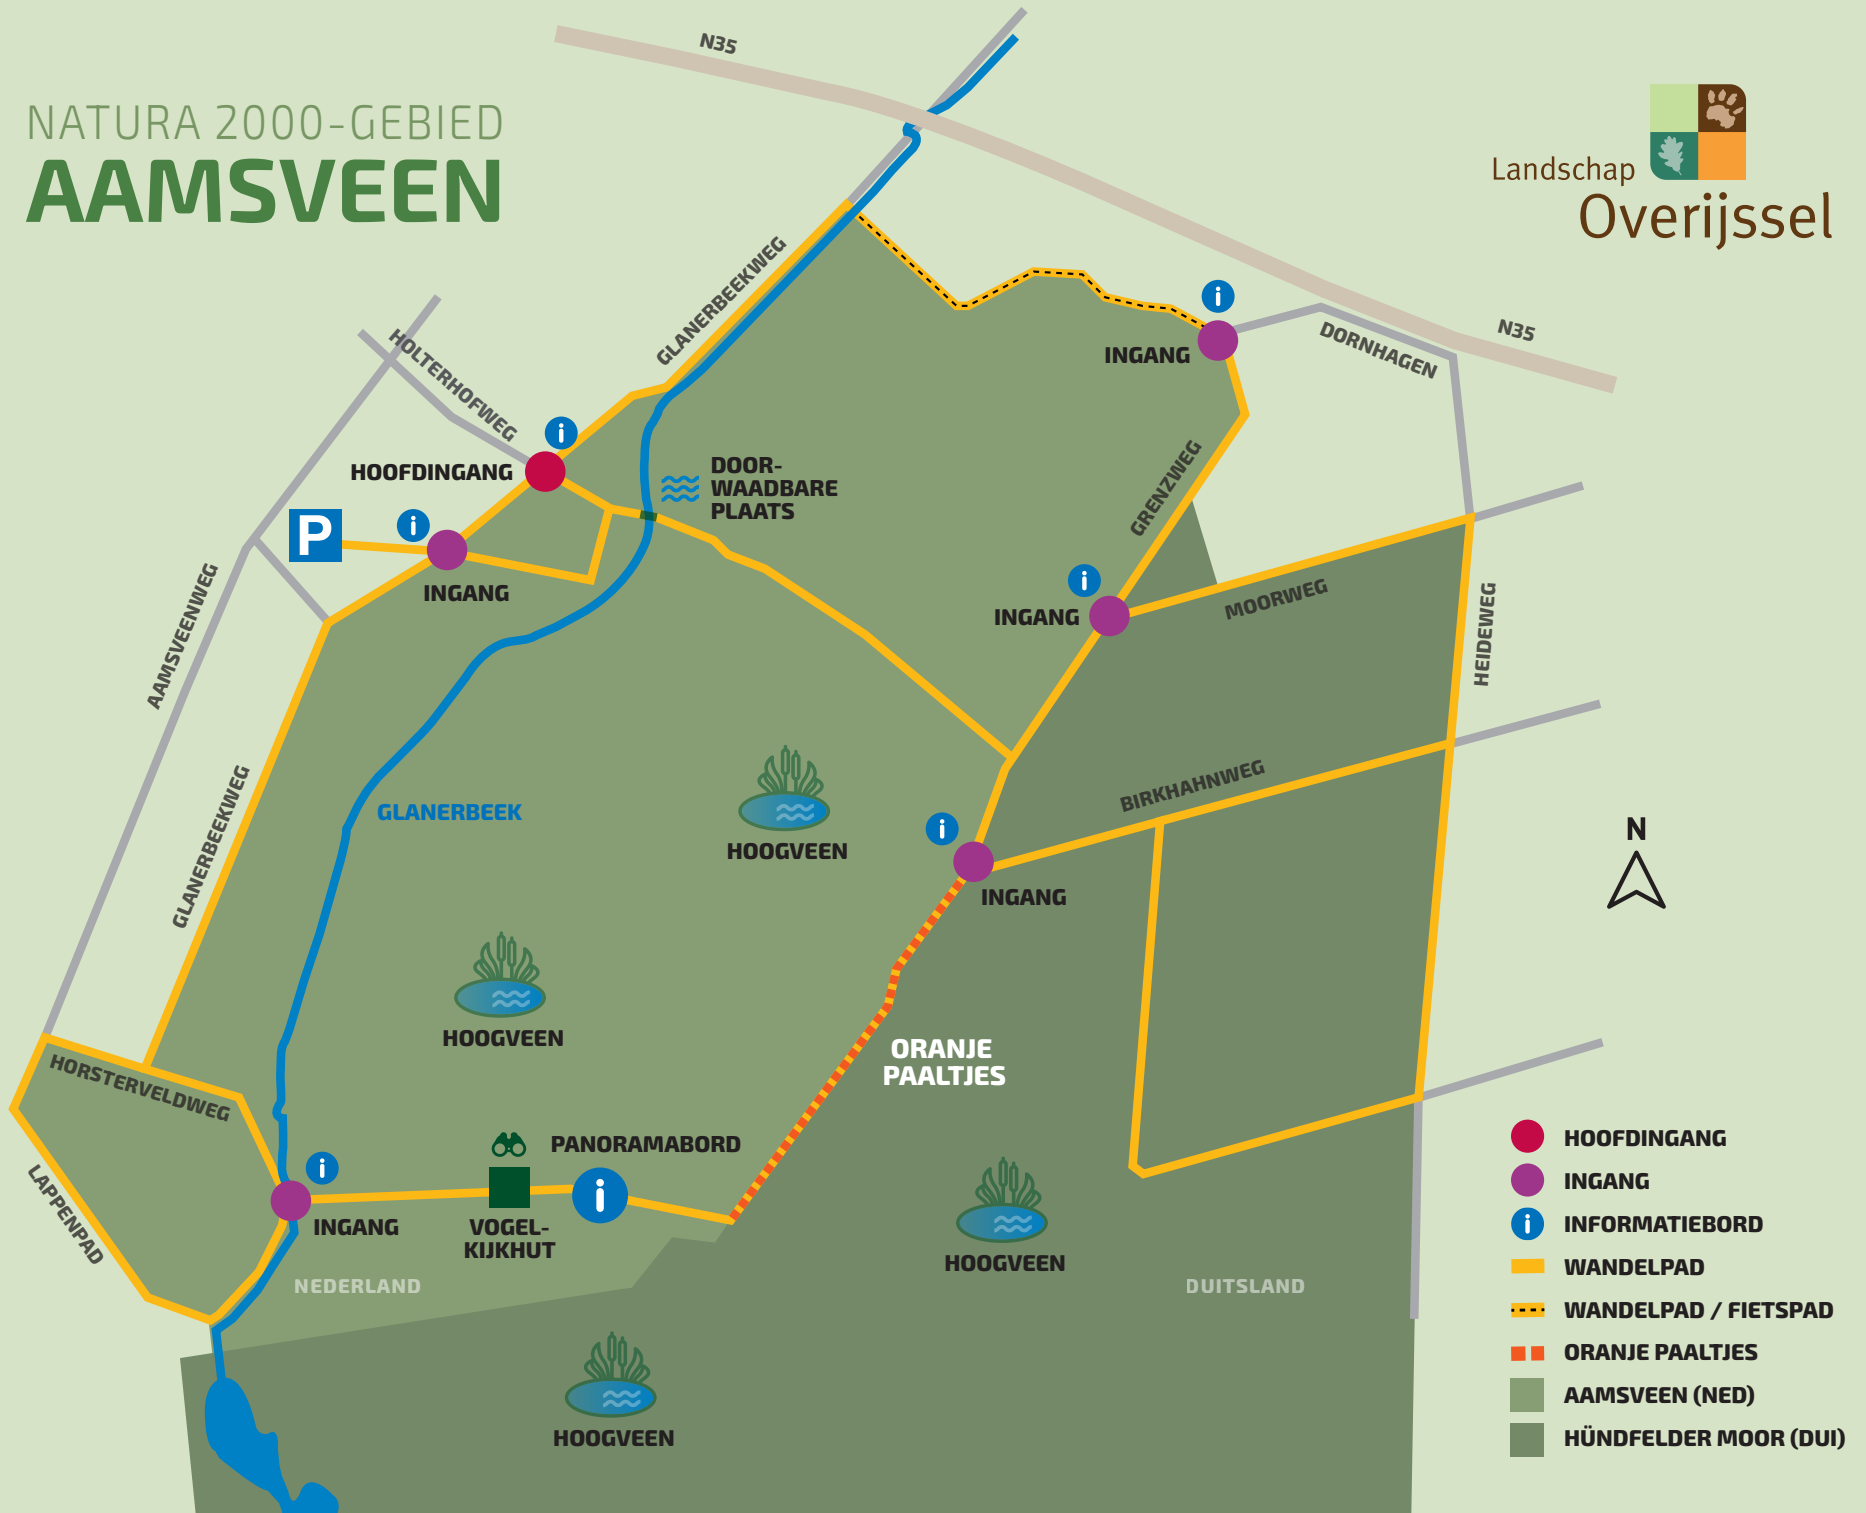 N35
NATURA 2000-GEBIED
AAMSVEEN
Landschap
Overijssel
GLANERBEEKWEG
HOLTERHOFWEG
i
INGANG
DORNHAGEN
N35
i
HOOFDINGANG
DOOR-
WAADBARE
PLAATS
GRENZWEG
P
i
INGANG
AAMSVEENWEG
i
INGANG
MOORWEG
HEIDEWEG
GLANERBEEKWEG
GLANERBEEK
HOOGVEEN
BIRKHAHNWEG
i
INGANG
N
HOOGVEEN
ORANJE
PAALTJES
HORSTERVELDWEG
LAPPENPAD
i
INGANG
PANORAMABORD
i
VOGEL-
KIJKHUT
NEDERLAND
HOOGVEEN
DUITSLAND
HOOGVEEN
HOOFDINGANG
INGANG
i
INFORMATIEBORD
WANDELPAD
WANDELPAD / FIETSPAD
ORANJE PAALTJES
AAMSVEEN (NED)
HÜNDFELDER MOOR (DUI)